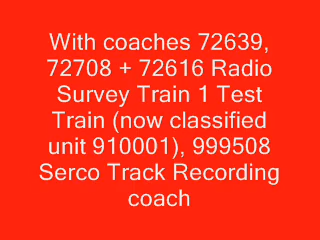 With coaches 72639,
72708 + 72616 Radio
Survey Train 1 Test
Train (now classified
unit 910001), 999508
Serco Track Recording
coach